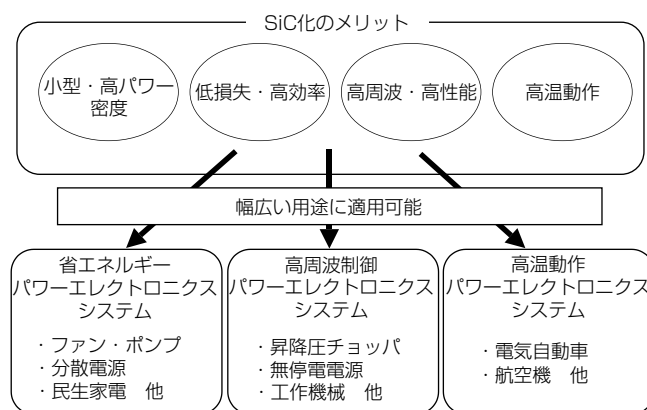 SiC化のメリット
小型・高パワー
密度
低損失・高効率
高周波・高性能
高温動作
幅広い用途に適用可能
省エネルギー
パワーエレクトロニクス
システム
・ファン・ポンプ
・分散電源
・民生家電　他
高周波制御
パワーエレクトロニクス
システム
・昇降圧チョッパ
・無停電電源
・工作機械　他
高温動作
パワーエレクトロニクス
システム
・電気自動車
・航空機　他